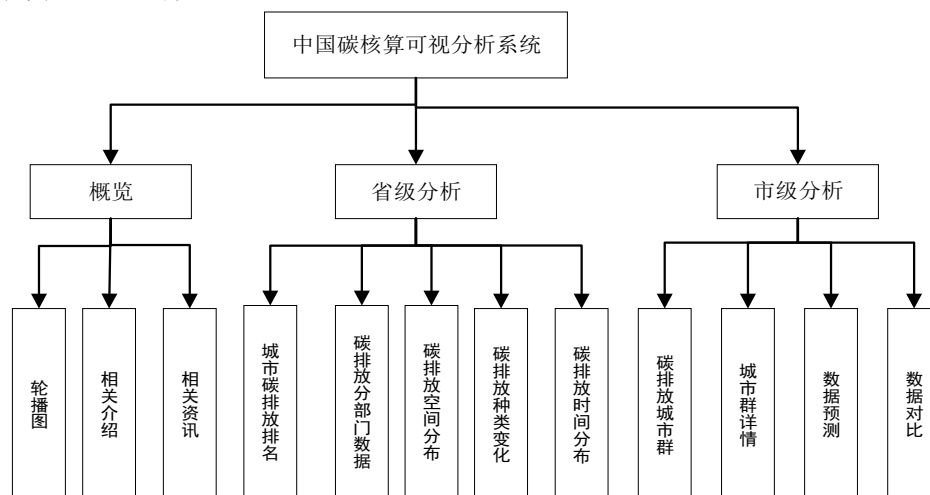 中国碳核算可视分析系统
概览
省级分析
市级分析
轮播图
相关介绍
相关资讯
城市碳排放排名
碳排放分部门数据
碳排放空间分布
碳排放种类变化
碳排放时间分布
碳排放城市群
城市群详情
数据预测
数据对比